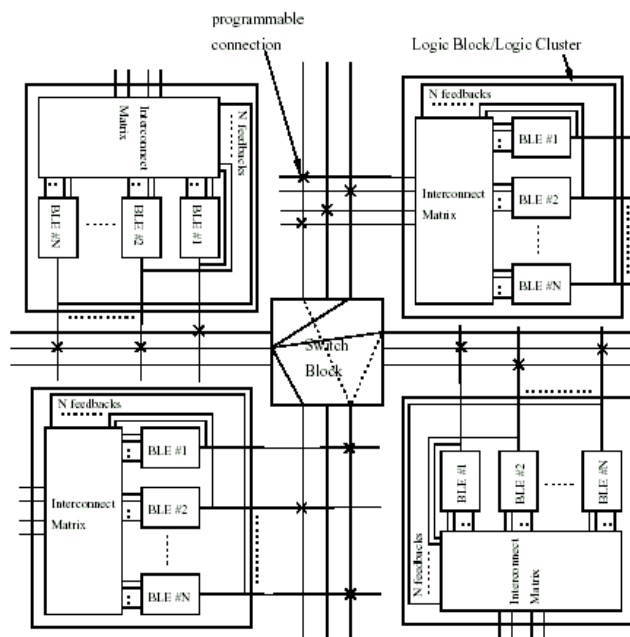 programmable
connection
Logic Block/Logic Cluster
Interconnect
Matrix
N feedbacks
BLE #N
BLE #2
BLE #1
N feedbacks
Interconnect
Matrix
BLE #1
BLE #2
BLE #N
Switch
Block
N feedbacks
Interconnect
Matrix
BLE #1
BLE #2
BLE #N
BLE #1
BLE #2
BLE #N
N feedbacks
Interconnect
Matrix